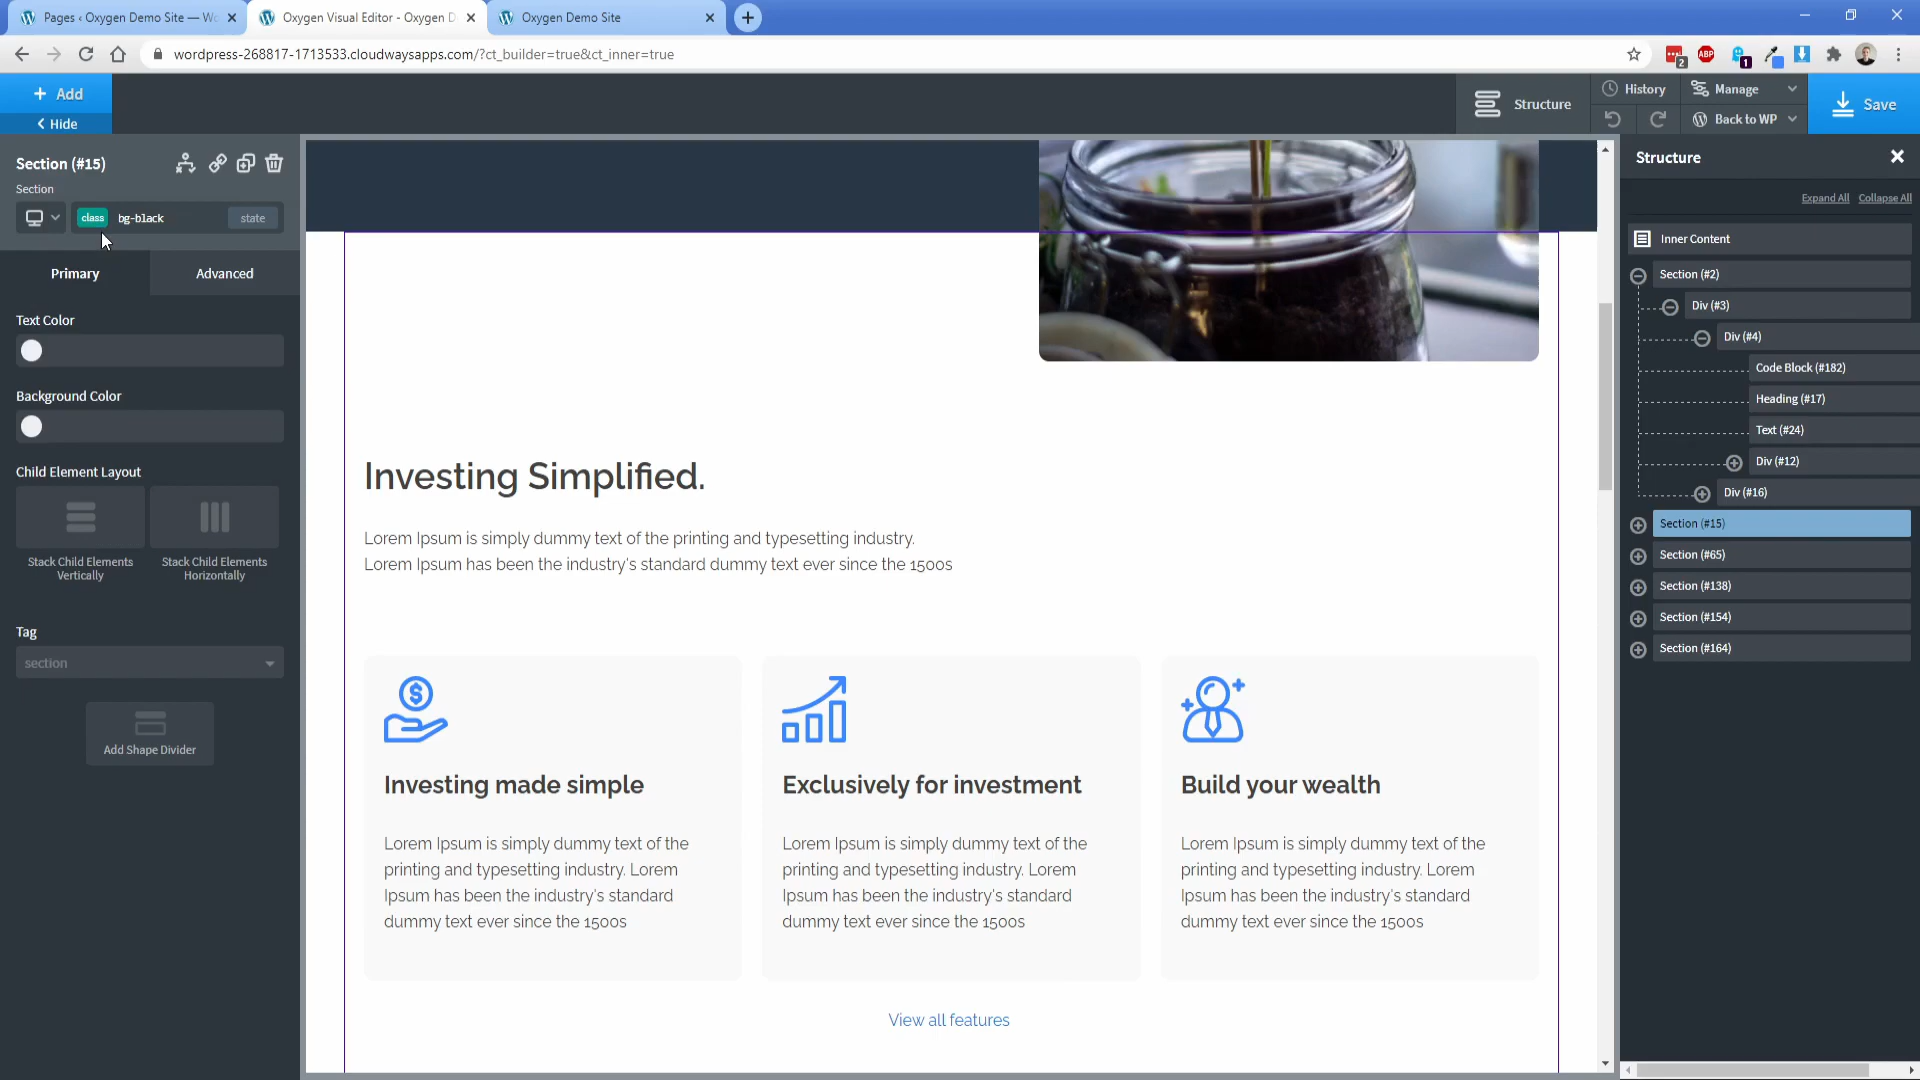 Pages ‹ Oxygen Demo Site — Wo
Oxygen Visual Editor - Oxygen D
Oxygen Demo Site
wordpress-268817-1713533.cloudwaysapps.com/?ct_builder=true&ct_inner=true
ABP
2
1
+ Add
Hide
Structure
History
Manage
Back to WP
Save
Section (#15)
Section
class
bg-black
state
Primary
Advanced
Text Color
Background Color
Child Element Layout
Stack Child Elements
Vertically
Stack Child Elements
Horizontally
Tag
section
Add Shape Divider
Investing Simplified.
Lorem Ipsum is simply dummy text of the printing and typesetting industry.
Lorem Ipsum has been the industry's standard dummy text ever since the 1500s
Investing made simple
Lorem Ipsum is simply dummy text of the
printing and typesetting industry. Lorem
Ipsum has been the industry's standard
dummy text ever since the 1500s
Exclusively for investment
Lorem Ipsum is simply dummy text of the
printing and typesetting industry. Lorem
Ipsum has been the industry's standard
dummy text ever since the 1500s
Build your wealth
Lorem Ipsum is simply dummy text of the
printing and typesetting industry. Lorem
Ipsum has been the industry's standard
dummy text ever since the 1500s
View all features
Structure
Expand All
Collapse All
Inner Content
Section (#2)
Div (#3)
Div (#4)
Code Block (#182)
Heading (#17)
Text (#24)
Div (#12)
Div (#16)
Section (#15)
Section (#65)
Section (#138)
Section (#154)
Section (#164)